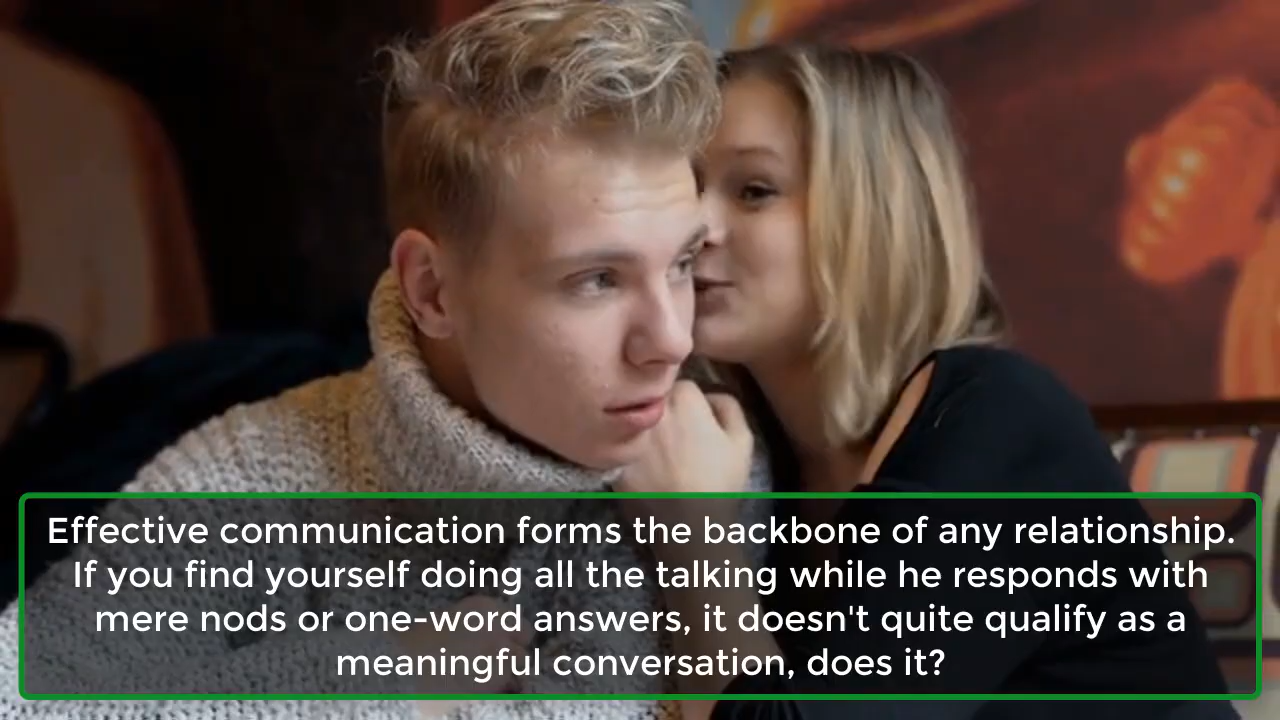 Effective communication forms the backbone of any relationship.
If you find yourself doing all the talking while he responds with
mere nods or one-word answers, it doesn't quite qualify as a
meaningful conversation, does it?